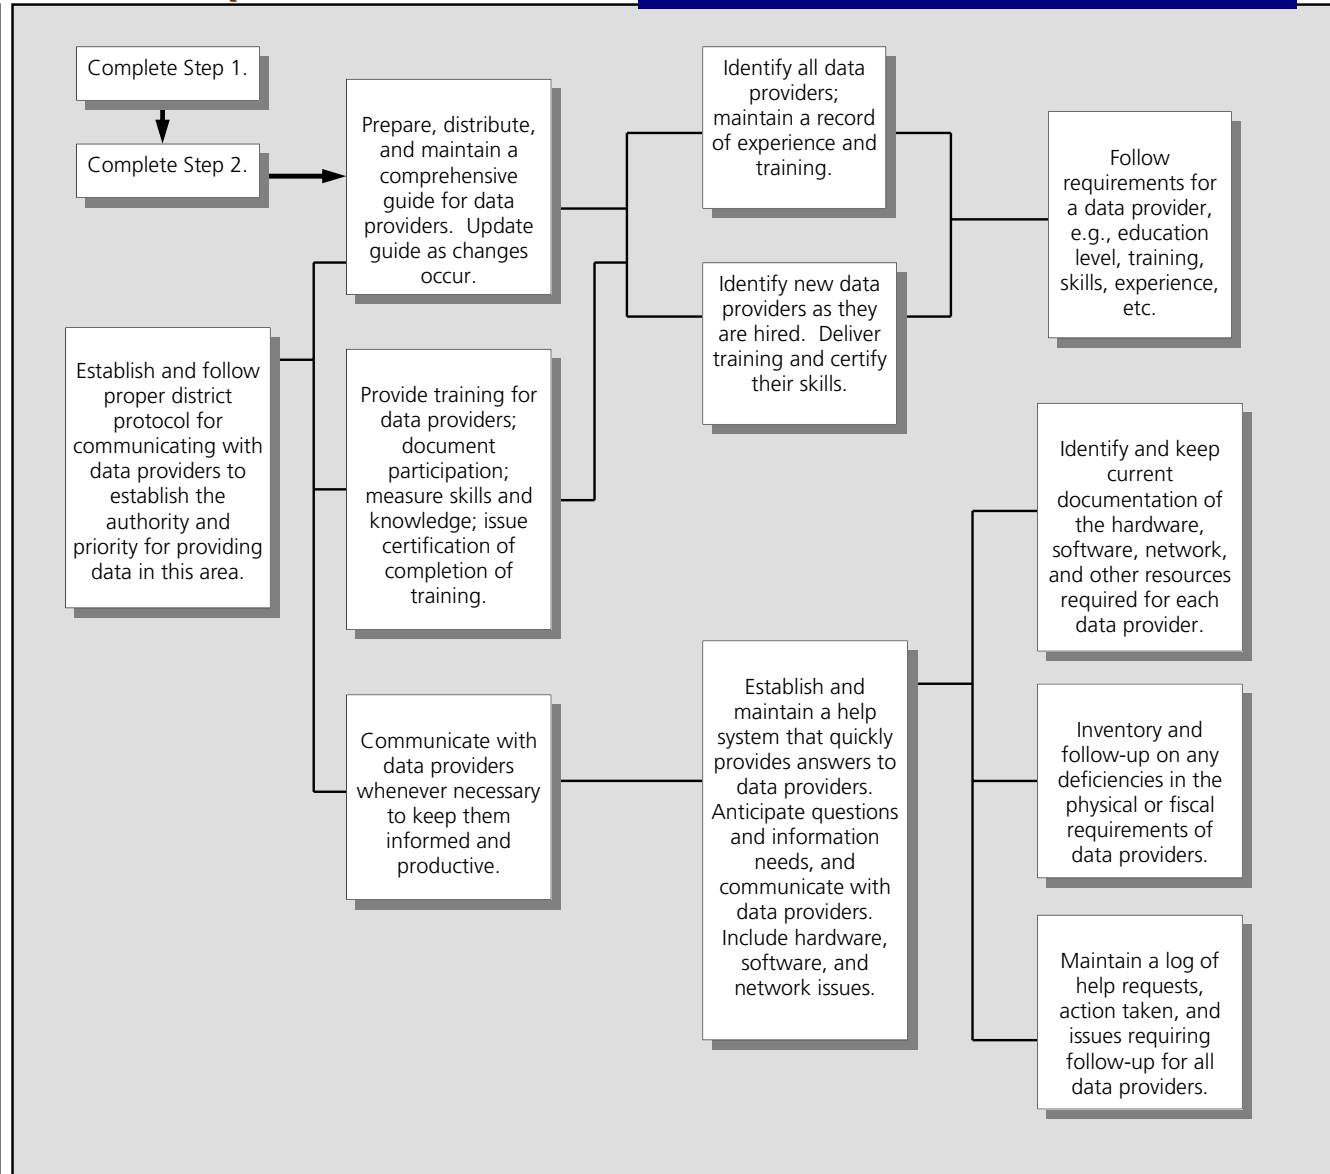 Complete Step 1.
Complete Step 2.
Prepare, distribute,
and maintain a
comprehensive
guide for data
providers.  Update
guide as changes
occur.
Identify all data
providers;
maintain a record
of experience and
training.
Follow
requirements for
a data provider,
e.g., education
level, training,
skills, experience,
etc.
Identify new data
providers as they
are hired.  Deliver
training and certify
their skills.
Establish and follow
proper district
protocol for
communicating with
data providers to
establish the
authority and
priority for providing
data in this area.
Provide training for
data providers;
document
participation;
measure skills and
knowledge; issue
certification of
completion of
training.
Identify and keep
current
documentation of
the hardware,
software, network,
and other resources
required for each
data provider.
Communicate with
data providers
whenever necessary
to keep them
informed and
productive.
Establish and
maintain a help
system that quickly
provides answers to
data providers.
Anticipate questions
and information
needs, and
communicate with
data providers.
Include hardware,
software, and
network issues.
Inventory and
follow-up on any
deficiencies in the
physical or fiscal
requirements of
data providers.
Maintain a log of
help requests,
action taken, and
issues requiring
follow-up for all
data providers.